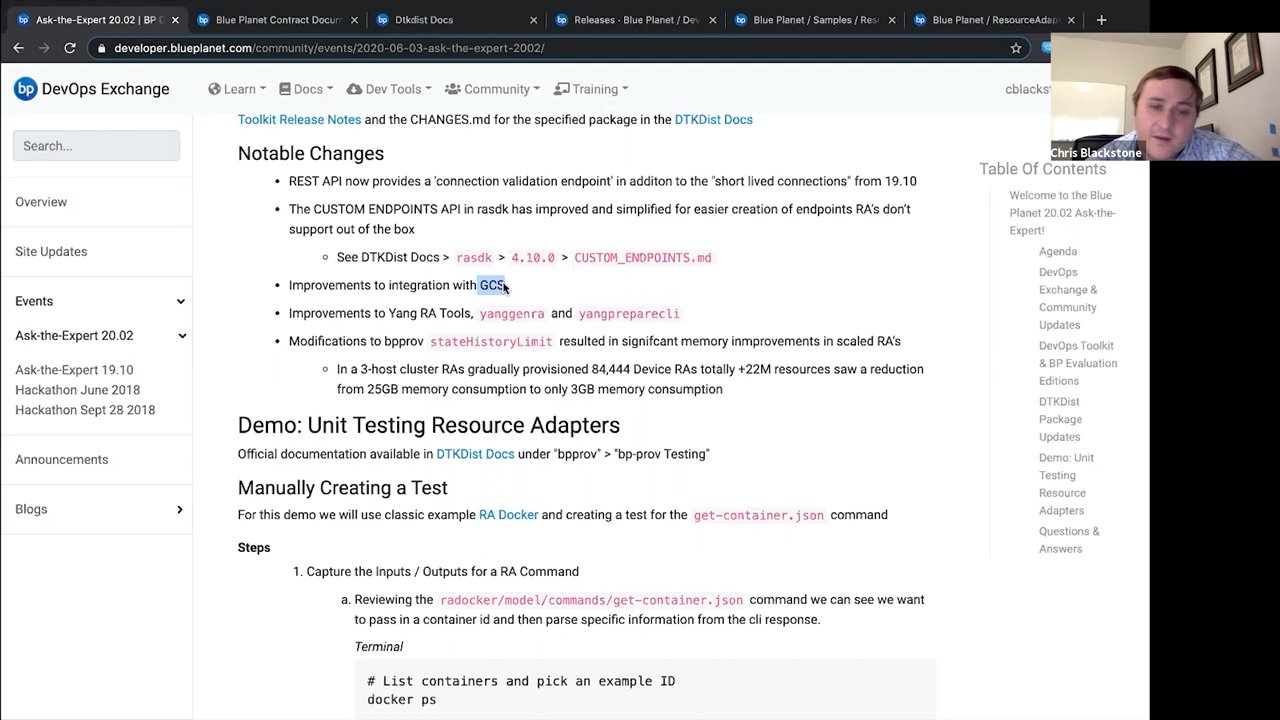 Ask-the-Expert 20.02 | BP D
Blue Planet Contract Docum
Dtkdist Docs
Releases · Blue Planet / Dev
Blue Planet / Samples / Res
Blue Planet / ResourceAdap
developer.blueplanet.com/community/events/2020-06-03-ask-the-expert-2002/
bp DevOps Exchange
Learn
Docs
Dev Tools
Community
Training
cblackst
Chris Blackstone
Search...
Overview
Site Updates
Events
Ask-the-Expert 20.02
Ask-the-Expert 19.10
Hackathon June 2018
Hackathon Sept 28 2018
Announcements
Blogs
Toolkit Release Notes and the CHANGES.md for the specified package in the DTKDist Docs
Notable Changes
• REST API now provides a 'connection validation endpoint' in additon to the "short lived connections" from 19.10
• The CUSTOM ENDPOINTS API in rasdk has improved and simplified for easier creation of endpoints RA's don't
support out of the box
See DTKDist Docs > rasdk > 4.10.0 > CUSTOM_ENDPOINTS.md
• Improvements to integration with GCS
• Improvements to Yang RA Tools, yanggenra and yangpreparecli
• Modifications to bpprov stateHistoryLimit resulted in signifcant memory inmprovements in scaled RA's
In a 3-host cluster RAs gradually provisioned 84,444 Device RAs totally +22M resources saw a reduction
from 25GB memory consumption to only 3GB memory consumption
Demo: Unit Testing Resource Adapters
Official documentation available in DTKDist Docs under "bpprov" > "bp-prov Testing"
Manually Creating a Test
For this demo we will use classic example RA Docker and creating a test for the get-container.json command
Steps
1. Capture the Inputs / Outputs for a RA Command
a. Reviewing the radocker/model/commands/get-container.json command we can see we want
to pass in a container id and then parse specific information from the cli response.
Terminal
# List containers and pick an example ID
docker ps
Table Of Contents
Welcome to the Blue
Planet 20.02 Ask-the-
Expert!
Agenda
DevOps
Exchange &
Community
Updates
DevOps Toolkit
& BP Evaluation
Editions
DTKDist
Package
Updates
Demo: Unit
Testing
Resource
Adapters
Questions &
Answers